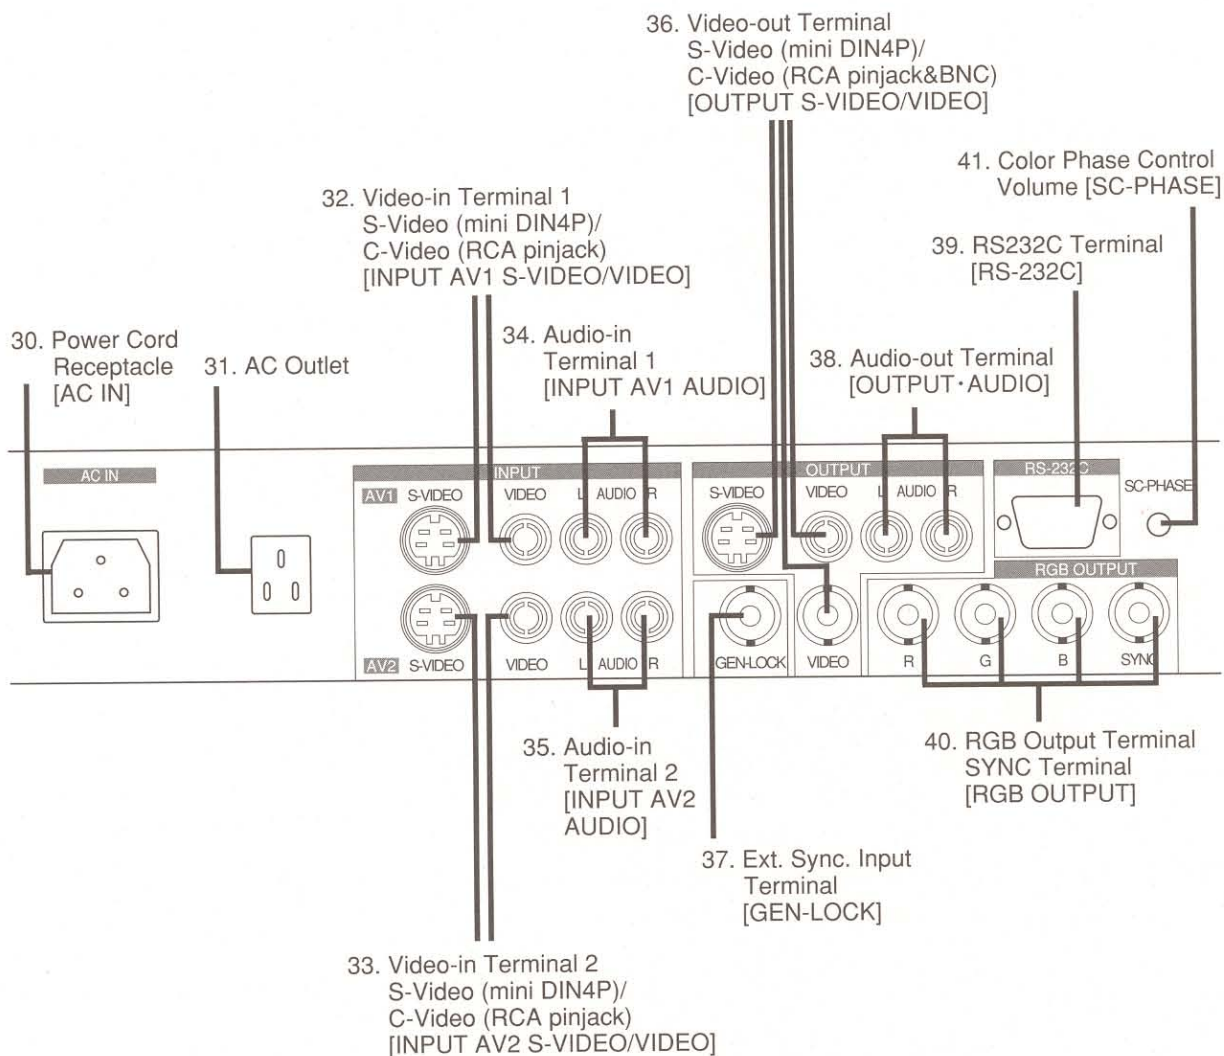 36. Video-out Terminal
S-Video (mini DIN4P)/
C-Video (RCA pinjack&BNC)
[OUTPUT S-VIDEO/VIDEO]
41. Color Phase Control
Volume [SC-PHASE]
32. Video-in Terminal 1
S-Video (mini DIN4P)/
C-Video (RCA pinjack)
[INPUT AV1 S-VIDEO/VIDEO]
39. RS232C Terminal
[RS-232C]
30. Power Cord
Receptacle
[AC IN]
31. AC Outlet
34. Audio-in
Terminal 1
[INPUT AV1 AUDIO]
38. Audio-out Terminal
[OUTPUT·AUDIO]
AC IN
INPUT
OUTPUT
RS-232C
AV1 S-VIDEO VIDEO L AUDIO R
S-VIDEO VIDEO L AUDIO R
SC-PHASE
RGB OUTPUT
AV2 S-VIDEO VIDEO L AUDIO R
GEN-LOCK VIDEO R G B SYNC
35. Audio-in
Terminal 2
[INPUT AV2
AUDIO]
40. RGB Output Terminal
SYNC Terminal
[RGB OUTPUT]
37. Ext. Sync. Input
Terminal
[GEN-LOCK]
33. Video-in Terminal 2
S-Video (mini DIN4P)/
C-Video (RCA pinjack)
[INPUT AV2 S-VIDEO/VIDEO]